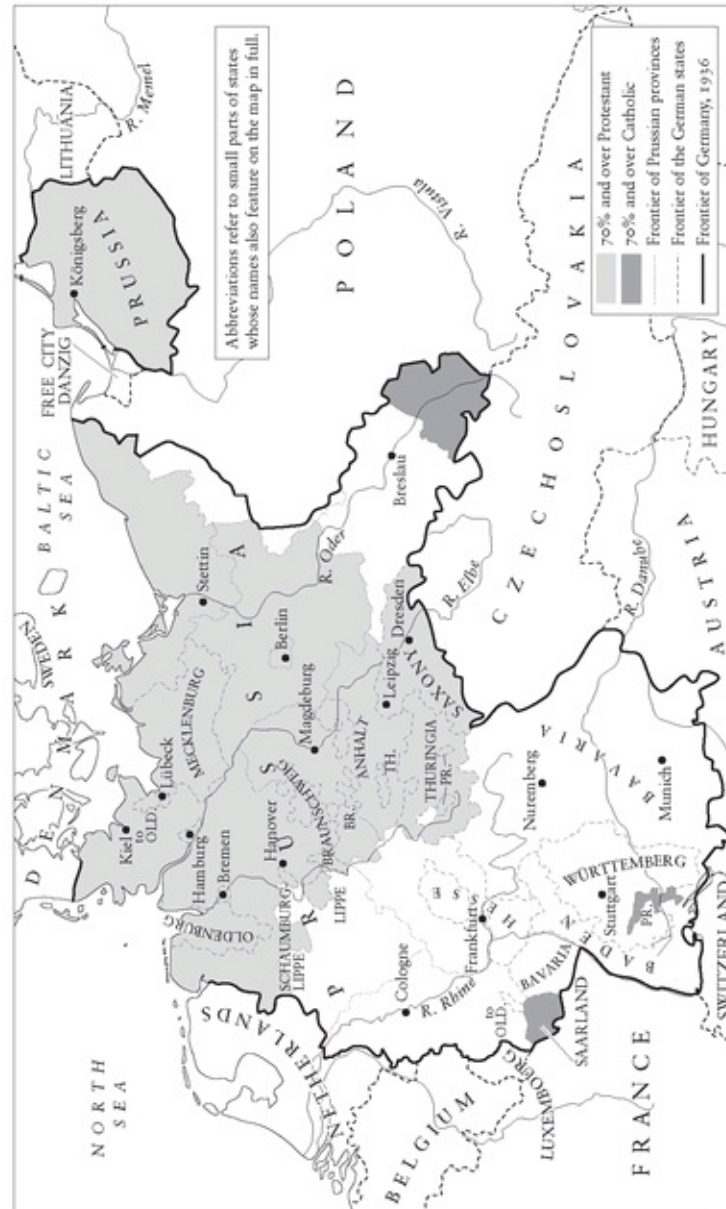 NORTH
SEA
DENMARK
SWEDEN
BALTIC
SEA
LITHUANIA
R. Memel
FREE CITY
DANZIG
Königsberg
PRUSSIA
Abbreviations refer to small parts of states
whose names also feature on the map in full.
POLAND
R. Vistula
Kiel
to
OLD.
Lübeck
MECKLENBURG
Stettin
Hamburg
Bremen
OLDENBURG
Hanover
SCHAUMBURG
LIPPE
LIPPE
BRAUNSCHWEIG
BR.
Magdeburg
ANHALT
Berlin
R. Oder
PRUSSIA
NETHERLANDS
BELGIUM
LUXEMBOURG
Cologne
R. Rhine
Leipzig
TH.
THURINGIA
PR.
Dresden
SAXONY
Breslau
R. Elbe
CZECHOSLOVAKIA
Frankfurt
HESSE
to
OLD.
BAVARIA
SAARLAND
FRANCE
BADEN
WÜRTTEMBERG
Stuttgart
PR.
Nuremberg
BAVARIA
Munich
R. Danube
SWITZERLAND
AUSTRIA
HUNGARY
70% and over Protestant
70% and over Catholic
Frontier of Prussian provinces
Frontier of the German states
Frontier of Germany, 1936